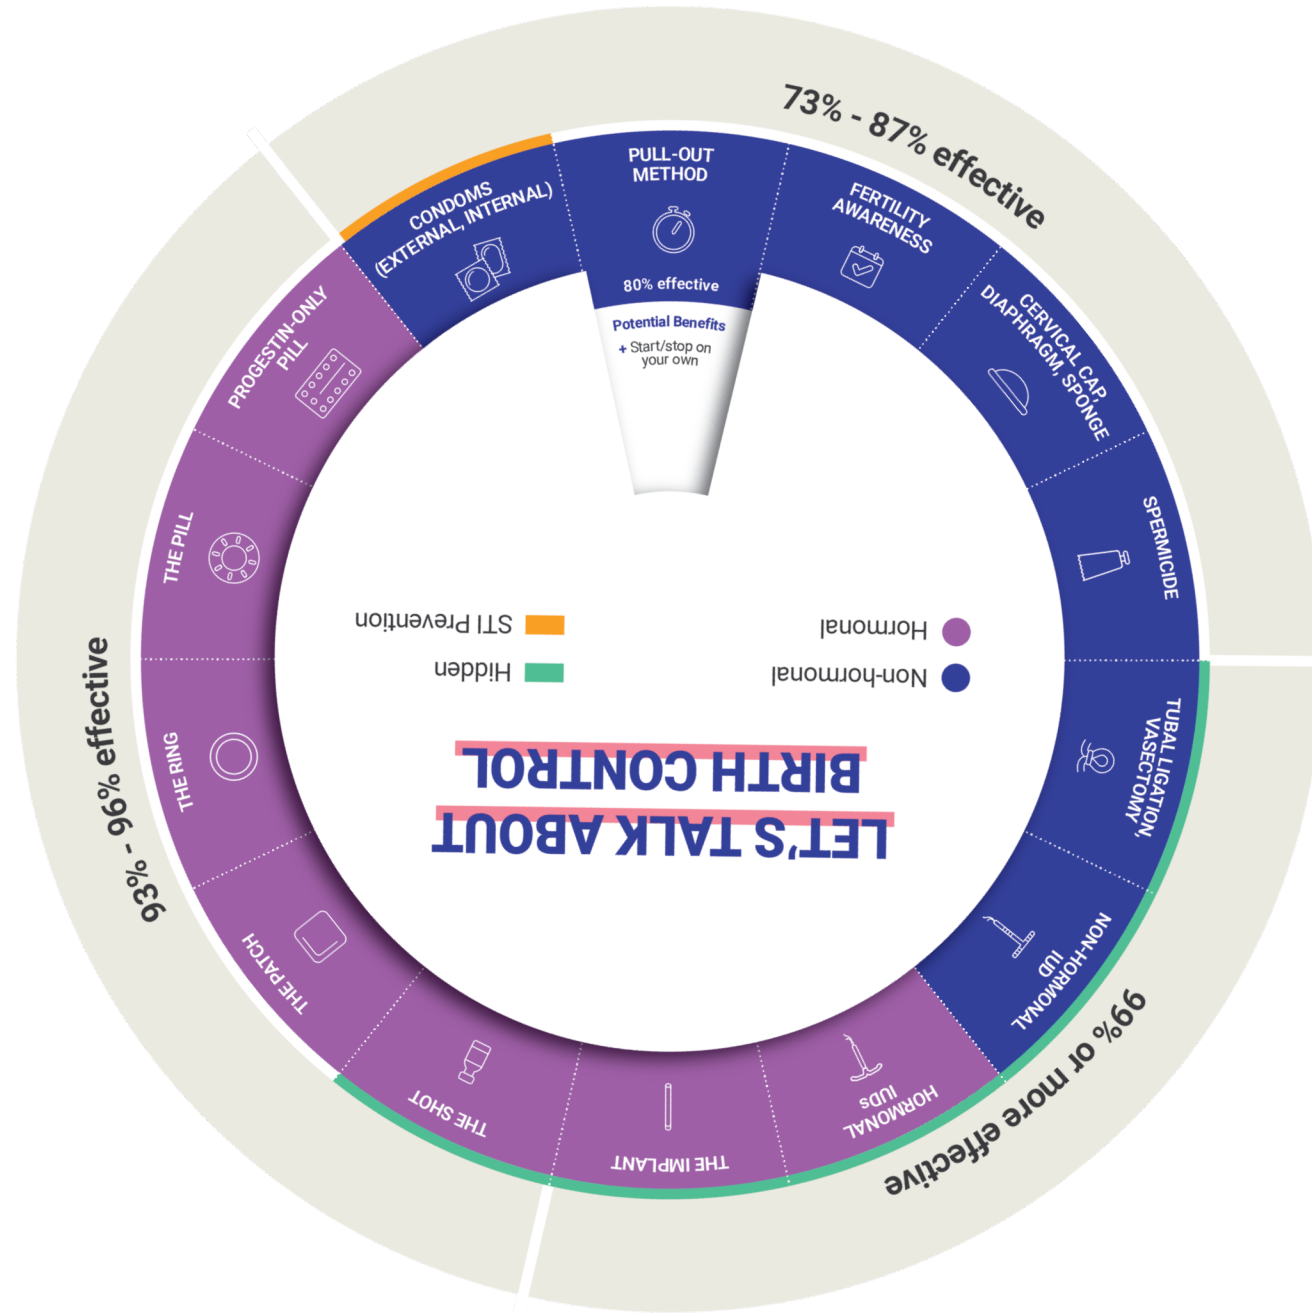 73% - 87% effective
PULL-OUT
METHOD
80% effective
Potential Benefits
+ Start/stop on
your own
FERTILITY
AWARENESS
CERVICAL CAP,
DIAPHRAGM, SPONGE
SPERMICIDE
99% or more effective
TUBAL LIGATION,
VASECTOMY,
NON-HORMONAL
IUD
HORMONAL
IUDs
THE IMPLANT
93% - 96% effective
THE SHOT
THE PATCH
THE RING
THE PILL
PROGESTIN-ONLY
PILL
CONDOMS
(EXTERNAL, INTERNAL)
LET'S TALK ABOUT
BIRTH CONTROL
Non-hormonal
Hormonal
Hidden
STI Prevention